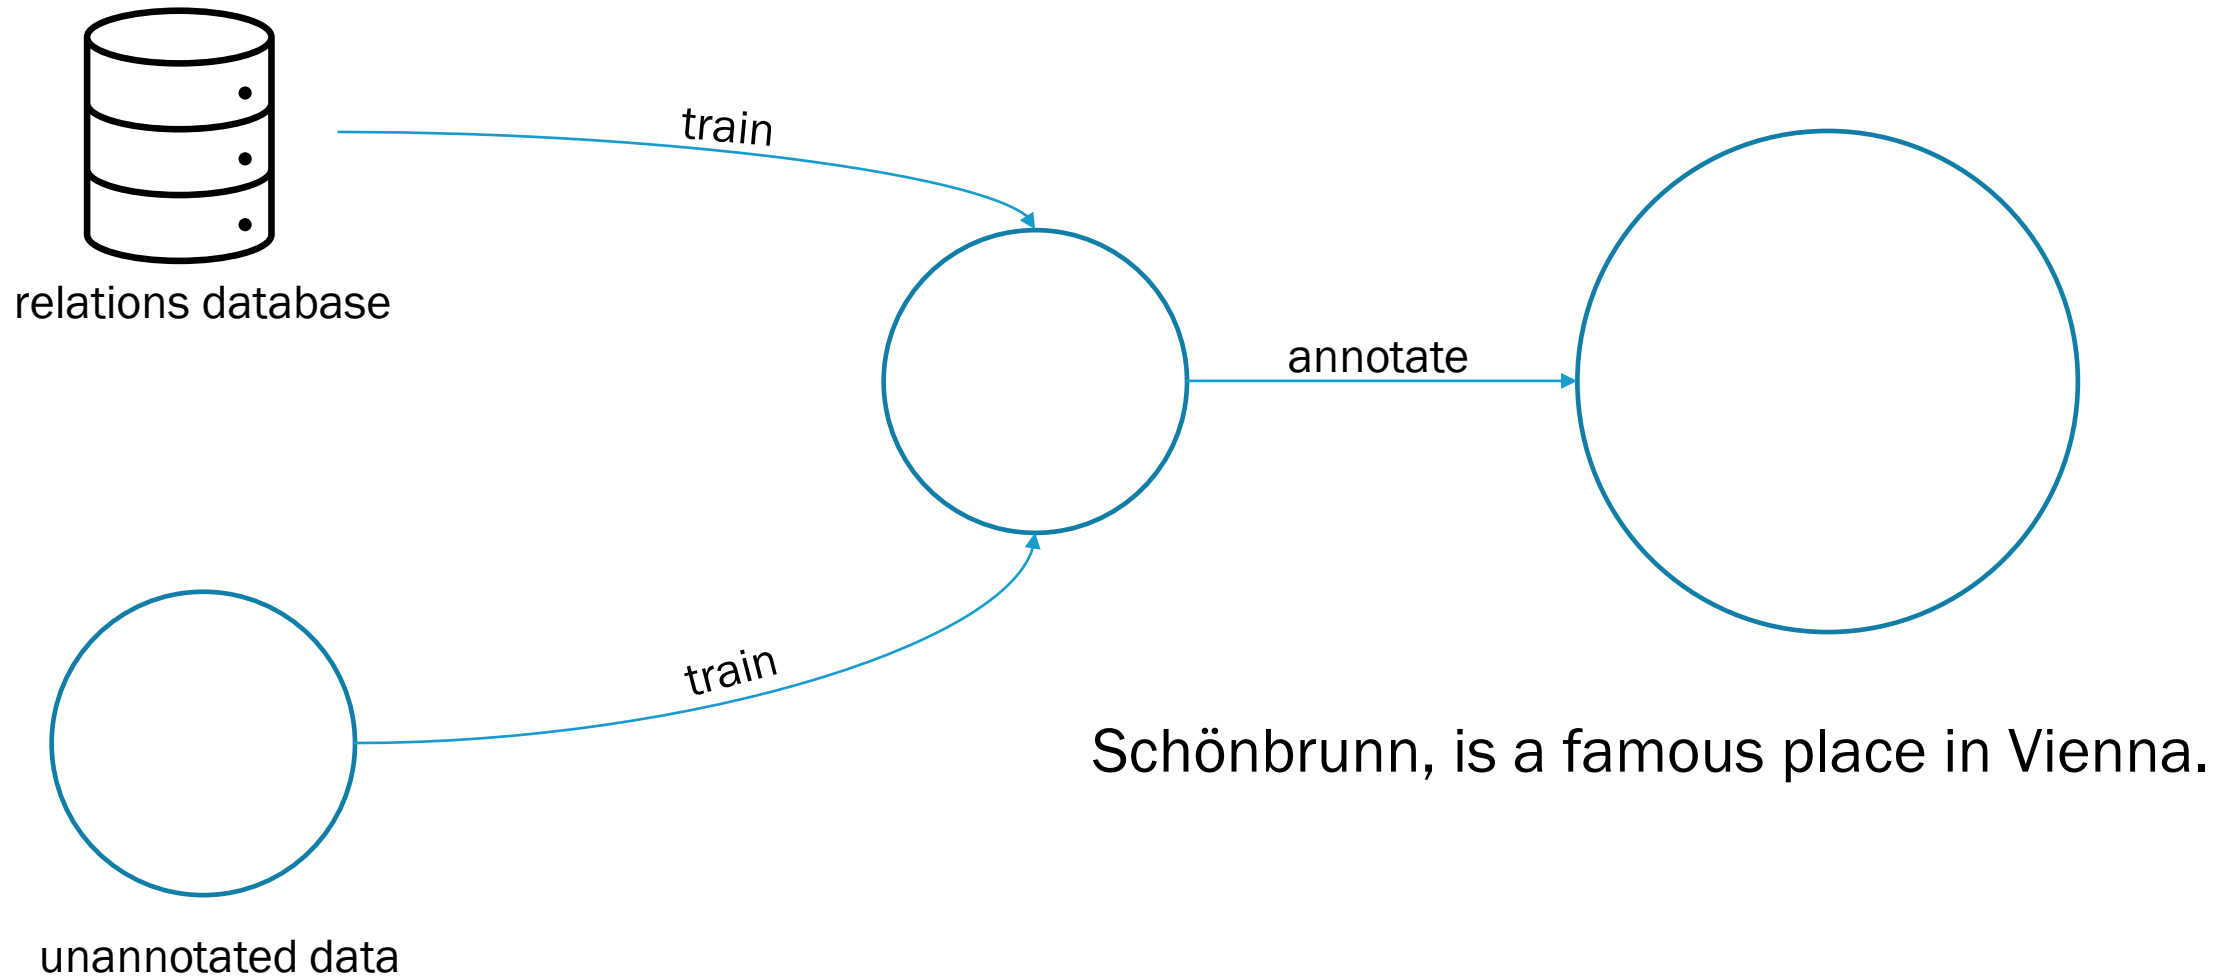 train
relations database
annotate
train
Schönbrunn, is a famous place in Vienna.
unannotated data